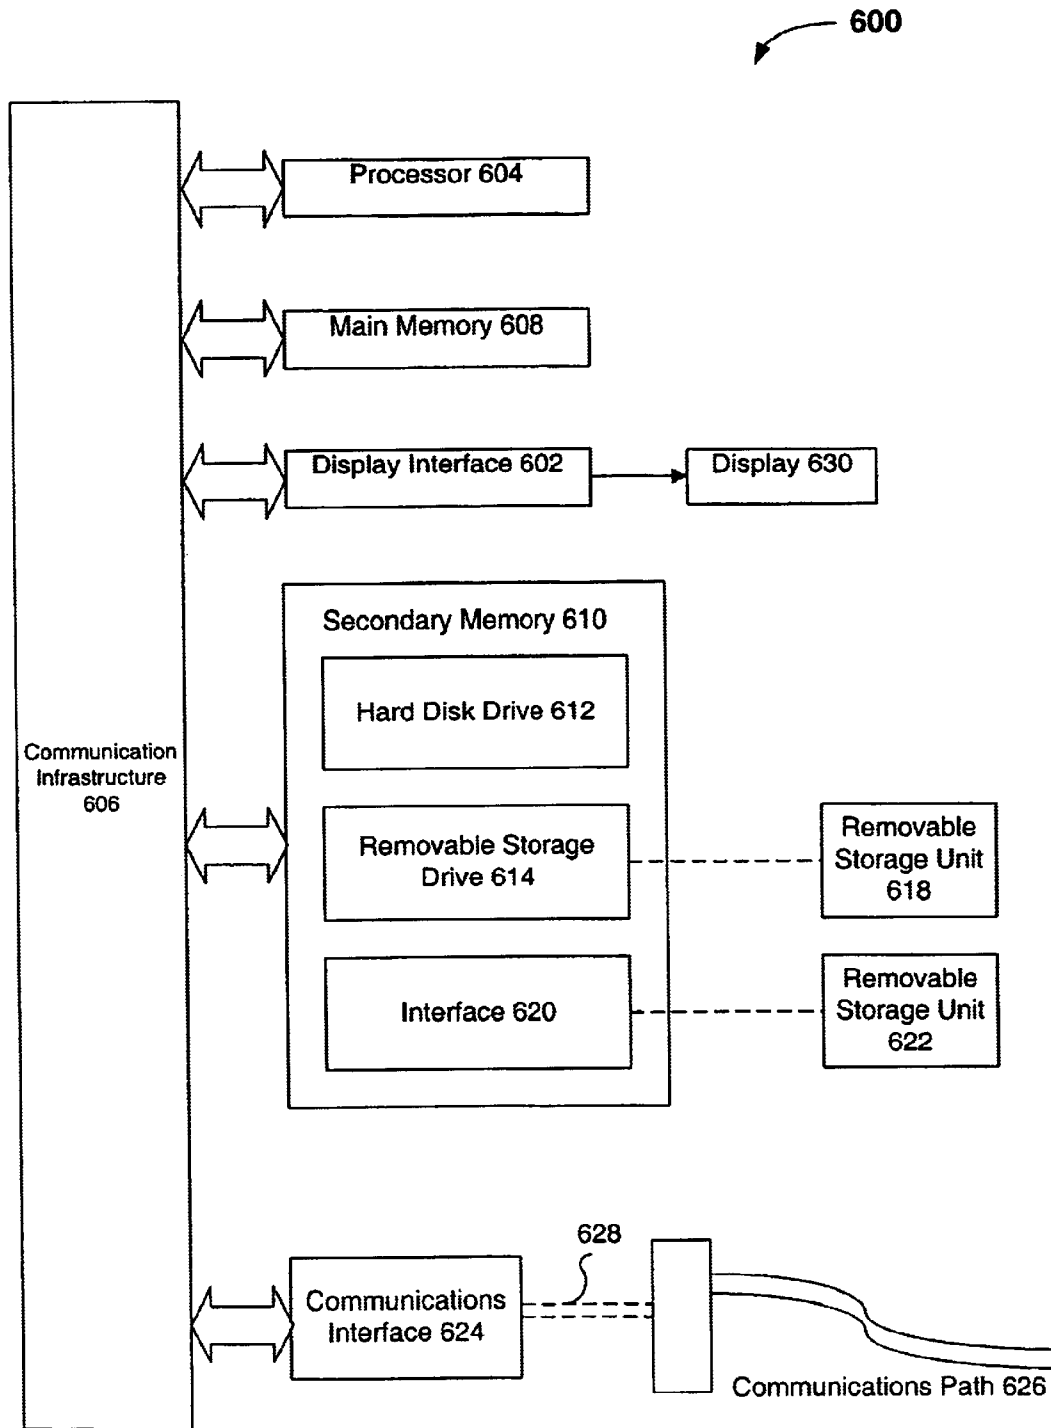 600
Processor 604
Main Memory 608
Display Interface 602
Display 630
Secondary Memory 610
Hard Disk Drive 612
Communication
Infrastructure
606
Removable Storage
Drive 614
Removable
Storage Unit
618
Interface 620
Removable
Storage Unit
622
628
Communications
Interface 624
Communications Path 626